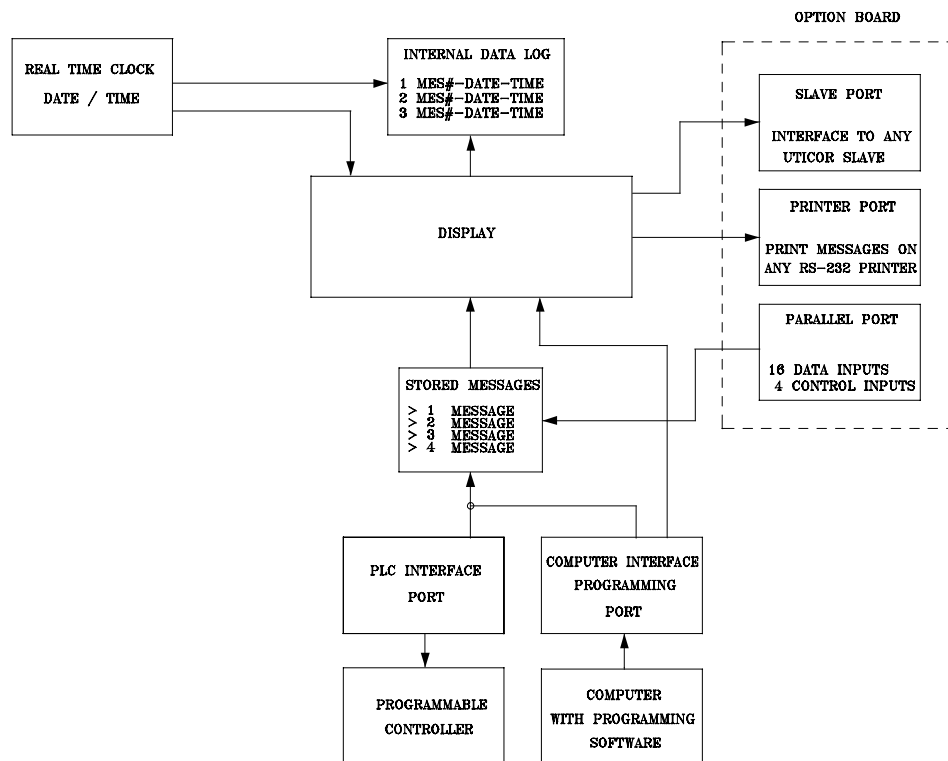 OPTION BOARD
REAL TIME CLOCK
DATE / TIME
INTERNAL DATA LOG
1 MES#-DATE-TIME
2 MES#-DATE-TIME
3 MES#-DATE-TIME
SLAVE PORT
INTERFACE TO ANY
UTICOR SLAVE
DISPLAY
PRINTER PORT
PRINT MESSAGES ON
ANY RS-232 PRINTER
PARALLEL PORT
16 DATA INPUTS
4 CONTROL INPUTS
STORED MESSAGES
> 1 MESSAGE
> 2 MESSAGE
> 3 MESSAGE
> 4 MESSAGE
PLC INTERFACE
PORT
COMPUTER INTERFACE
PROGRAMMING
PORT
PROGRAMMABLE
CONTROLLER
COMPUTER
WITH PROGRAMMING
SOFTWARE